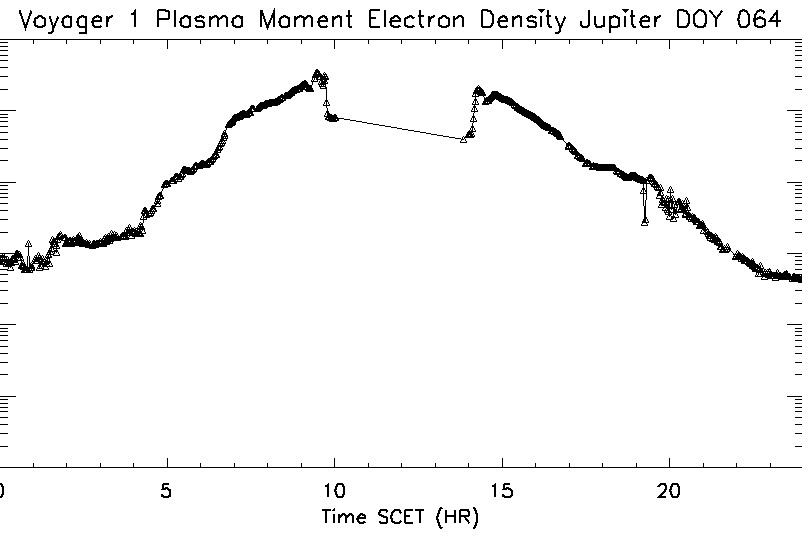 Voyager 1 Plasma Moment Electron Density Jupiter DOY 064
0 5 10 15 20
Time SCET (HR)